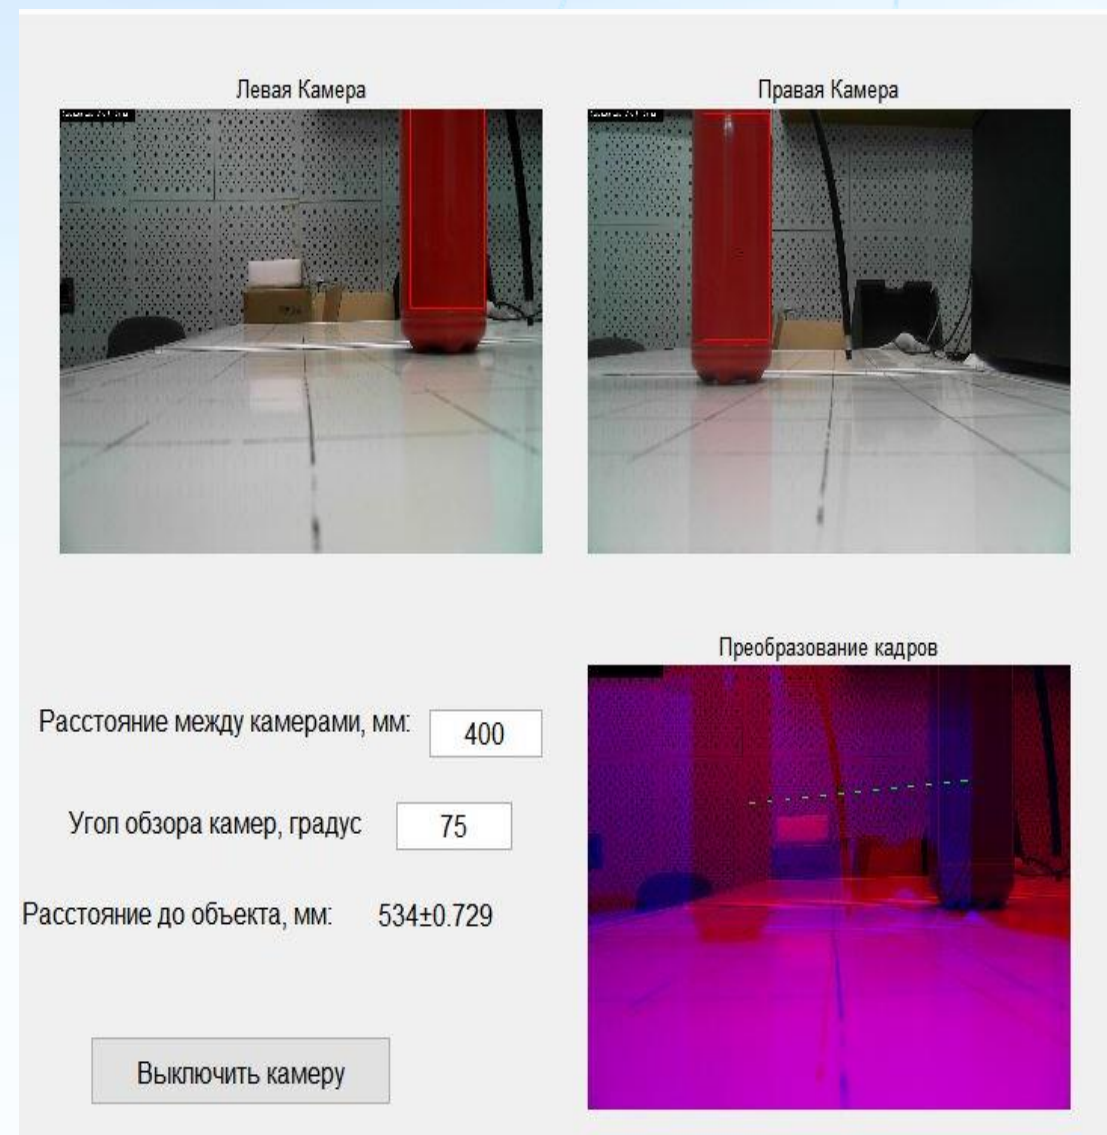 Левая Камера
Правая Камера
Преобразование кадров
Расстояние между камерами, мм: 400
Угол обзора камер, градус 75
Расстояние до объекта, мм: 534±0.729
Выключить камеру